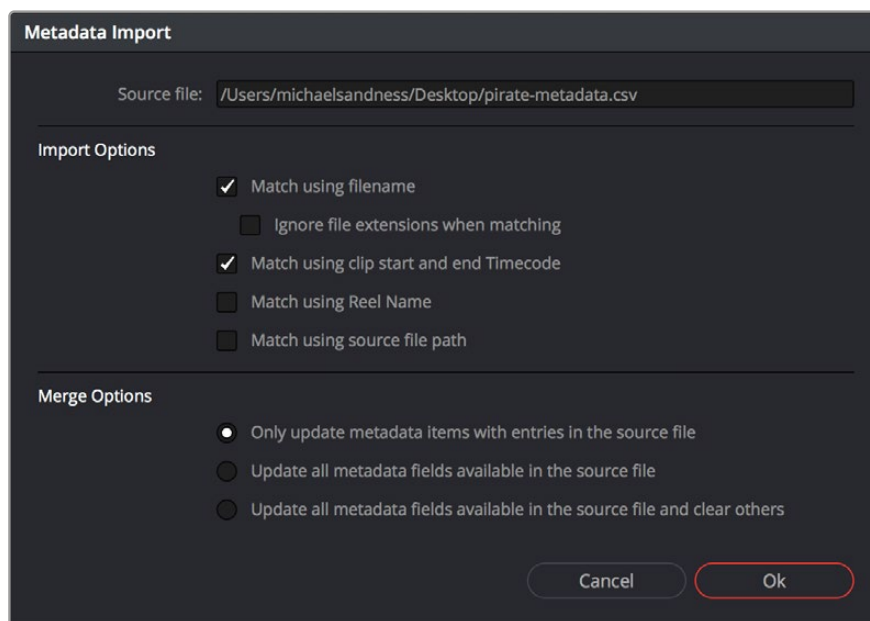 Metadata Import
Source file: /Users/michaelsandness/Desktop/pirate-metadata.csv
Import Options
Match using filename
Ignore file extensions when matching
Match using clip start and end Timecode
Match using Reel Name
Match using source file path
Merge Options
Only update metadata items with entries in the source file
Update all metadata fields available in the source file
Update all metadata fields available in the source file and clear others
Cancel Ok